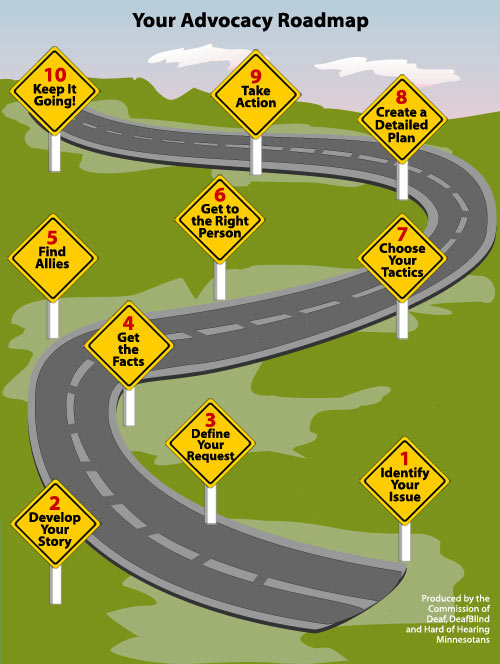 Your Advocacy Roadmap
10
Keep It
Going!
9
Take
Action
8
Create a
Detailed
Plan
6
Get to
the Right
Person
7
Choose
Your
Tactics
5
Find
Allies
4
Get
the
Facts
3
Define
Your
Request
1
Identify
Your
Issue
2
Develop
Your
Story
Produced by the
Commission of
Deaf, DeafBlind
and Hard of Hearing
Minnesotans